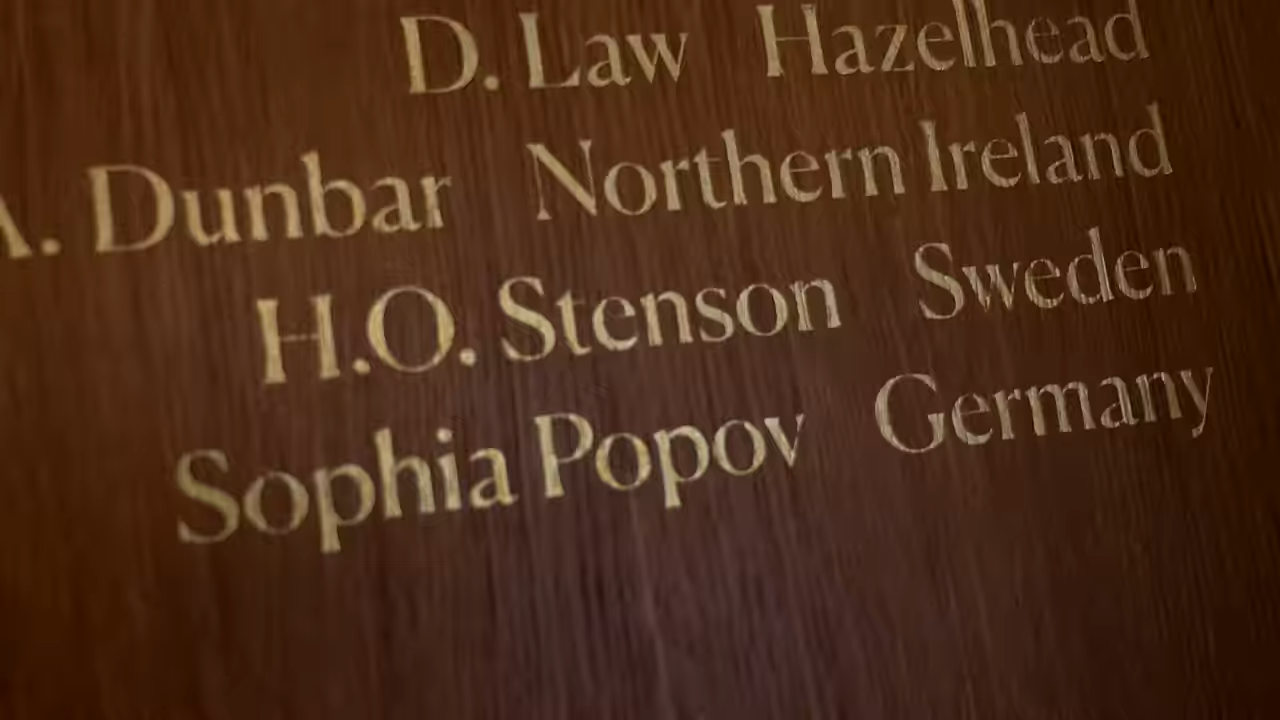 D. Law Hazelhead
A. Dunbar Northern Ireland
H.O. Stenson Sweden
Sophia Popov Germany